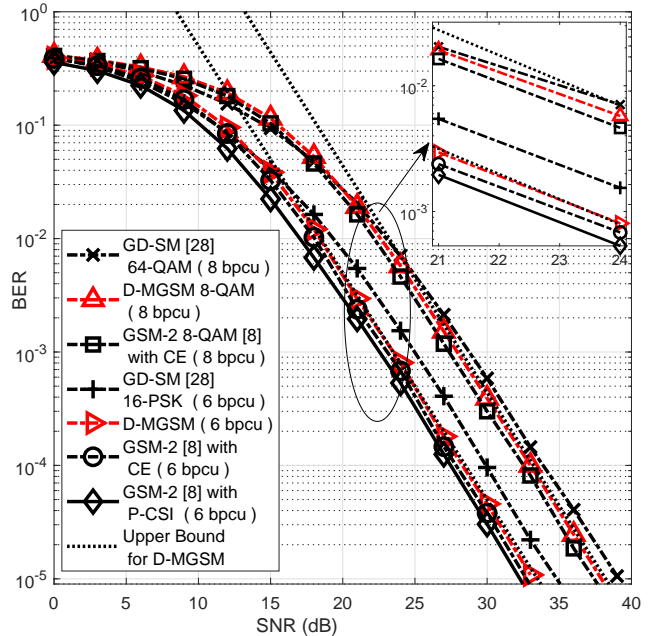 10^0
10^-1
10^-2
10^-3
10^-4
10^-5
BER
0 5 10 15 20 25 30 35 40
SNR (dB)
GD-SM [28]
64-QAM ( 8 bpcu )
D-MGSM 8-QAM
( 8 bpcu )
GSM-2 8-QAM [8]
with CE ( 8 bpcu )
GD-SM [28]
16-PSK ( 6 bpcu )
D-MGSM ( 6 bpcu )
GSM-2 [8] with
CE ( 6 bpcu )
GSM-2 [8] with
P-CSI ( 6 bpcu )
Upper Bound
for D-MGSM
10^-2
10^-3
21 22 23 24